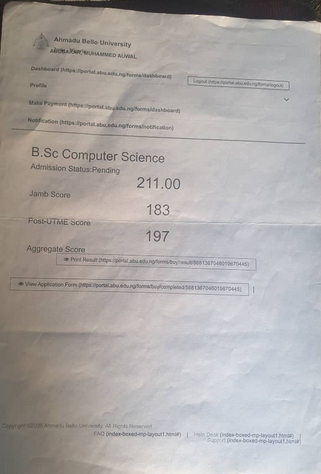 Ahmadu Bello University
MUHAMMED AUWAL
Dashboard (https://portal.abu.edu.ng/forms/dashboard)
Logout (https://portal.abu.edu.ng/forms/logout)
Profile
Make Payment (https://portal.abu.edu.ng/forms/dashboard)
Notification (https://portal.abu.edu.ng/forms/notification)
B.Sc Computer Science
Admission Status:Pending
211.00
Jamb Score
183
Post-UTME Score
197
Aggregate Score
Print Result
View Application Form
Ahmadu Bello University. All Rights Reserved
FAQ (index-boxed-mp-layout1.html#) | Help Desk (index-boxed-mp-layout1.html#)
Support (index-boxed-mp-layout1.html#)